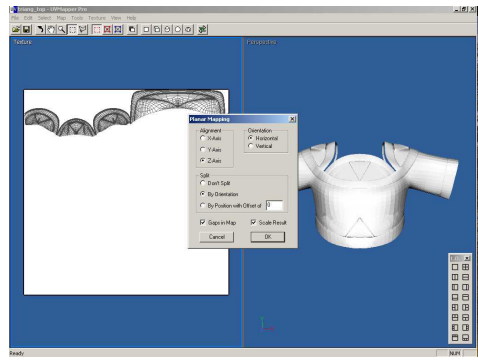 triang_top - UVMapper Pro
File Edit Select Map Tools Texture View Help
Texture
Perspective
Planar Mapping
Alignment
X-Axis
Y-Axis
Z-Axis
Orientation
Horizontal
Vertical
Split
Don't Split
By Orientation
By Position with Offset of 0
Gaps in Map
Scale Result
Cancel
OK
Ready
NUM